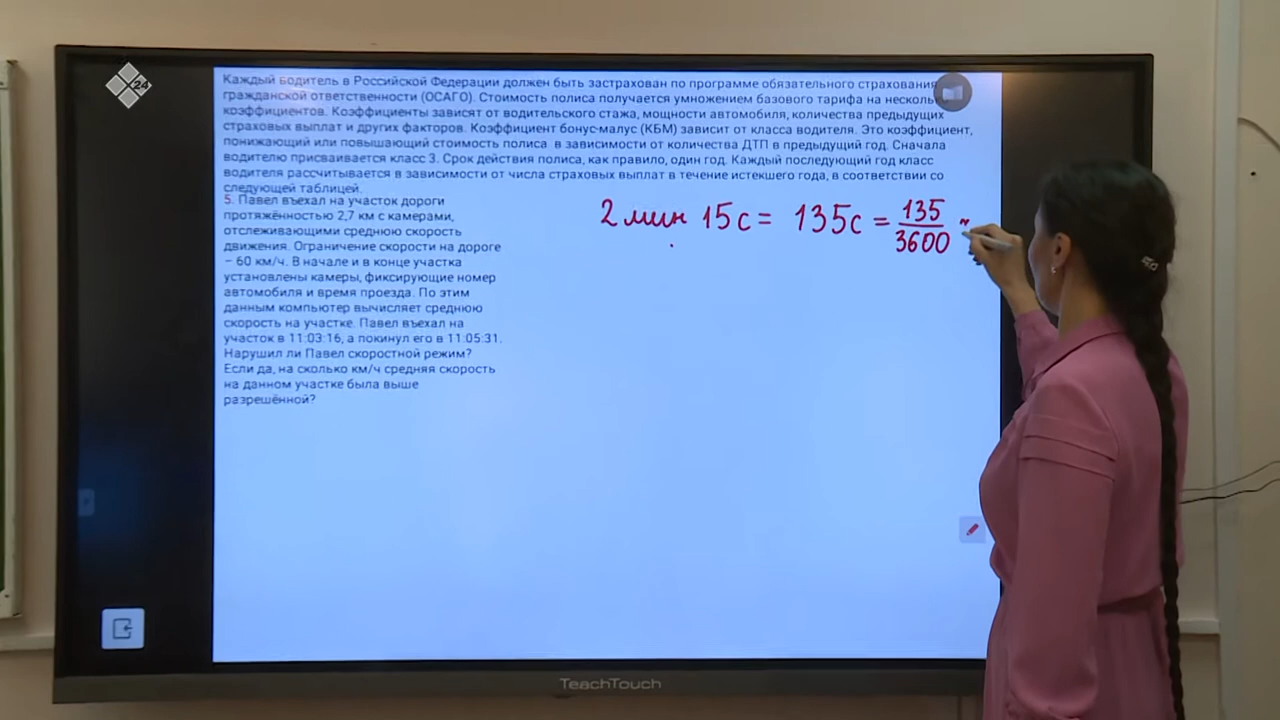 Каждый водитель в Российской Федерации должен быть застрахован по программе обязательного страхования
гражданской ответственности (ОСАГО). Стоимость полиса получается умножением базового тарифа на несколько
коэффициентов. Коэффициенты зависят от водительского стажа, мощности автомобиля, количества предыдущих
страховых выплат и других факторов. Коэффициент бонус-малус (КБМ) зависит от класса водителя. Это коэффициент,
понижающий или повышающий стоимость полиса в зависимости от количества ДТП в предыдущий год. Сначала
водителю присваивается класс 3. Срок действия полиса, как правило, один год. Каждый последующий год класс
водителя рассчитывается в зависимости от числа страховых выплат в течение истекшего года, в соответствии со
следующей таблицей.
5. Павел въехал на участок дороги
протяжённостью 2,7 км с камерами,
отслеживающими среднюю скорость
движения. Ограничение скорости на дороге
– 60 км/ч. В начале и в конце участка
установлены камеры, фиксирующие номер
автомобиля и время проезда. По этим
данным компьютер вычисляет среднюю
скорость на участке. Павел въехал на
участок в 11:03:16, а покинул его в 11:05:31.
Нарушил ли Павел скоростной режим?
Если да, на сколько км/ч средняя скорость
на данном участке была выше
разрешённой?
2 мин 15 с = 135 с = 135/3600
24
TeachTouch